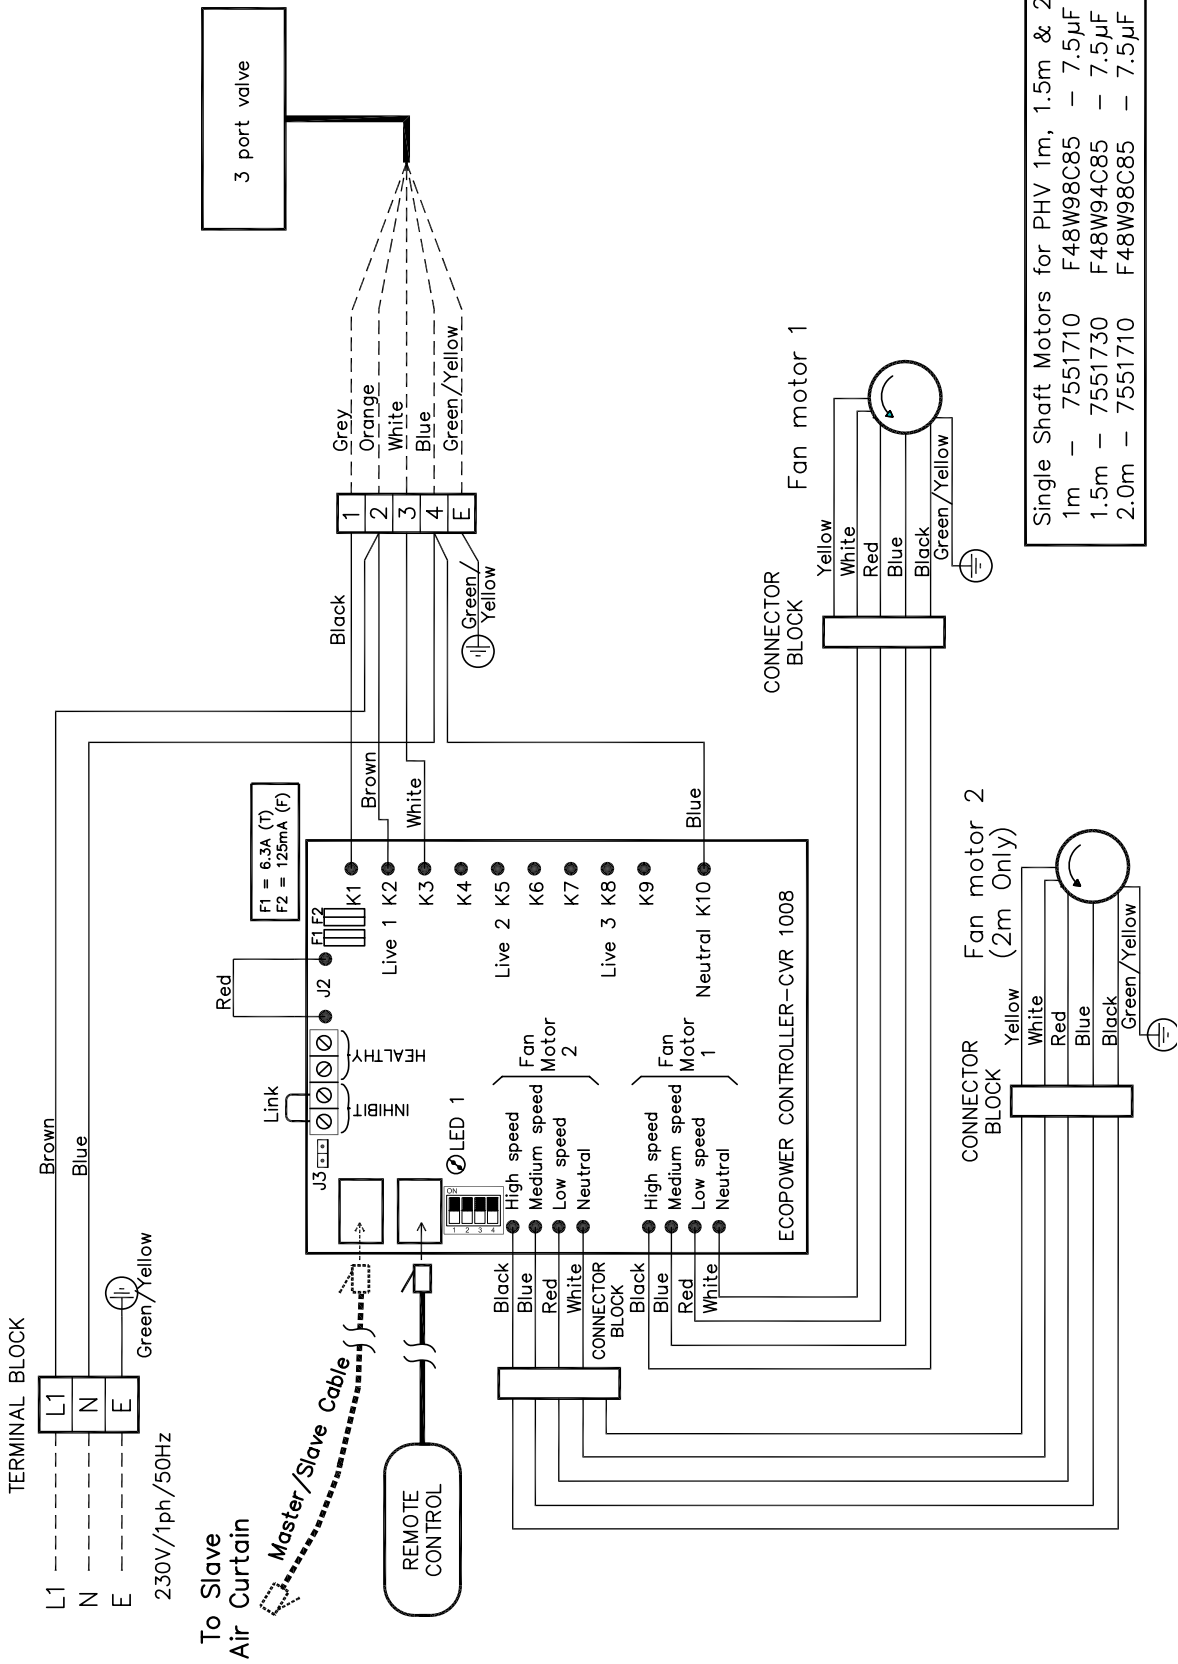 TERMINAL BLOCK
L1
N
E
L1
N
E
230V/1ph/50Hz
Brown
Blue
Green/Yellow
To Slave
Air Curtain
Master/Slave Cable
REMOTE
CONTROL
3 port valve
Grey
Orange
White
Blue
Green/Yellow
1
2
3
4
E
Black
Brown
White
Blue
Green/
Yellow
F1 = 6.3A (T)
F2 = 125mA (F)
Red
J2
F1 F2
Link
J3
INHIBIT
HEALTHY
LED 1
ON
1 2 3 4
K1
Live 1 K2
K3
K4
Live 2 K5
K6
K7
Live 3 K8
K9
Neutral K10
High speed
Medium speed
Low speed
Neutral
Fan
Motor
2
High speed
Medium speed
Low speed
Neutral
Fan
Motor
1
ECOPOWER CONTROLLER-CVR 1008
Black
Blue
Red
White
CONNECTOR
BLOCK
Black
Blue
Red
White
Fan motor 1
CONNECTOR
BLOCK
Yellow
White
Red
Blue
Black
Green/Yellow
Fan motor 2
(2m Only)
CONNECTOR
BLOCK
Yellow
White
Red
Blue
Black
Green/Yellow
Single Shaft Motors for PHV 1m, 1.5m & 2
1m - 7551710 F48W98C85 - 7.5µF
1.5m - 7551730 F48W94C85 - 7.5µF
2.0m - 7551710 F48W98C85 - 7.5µF